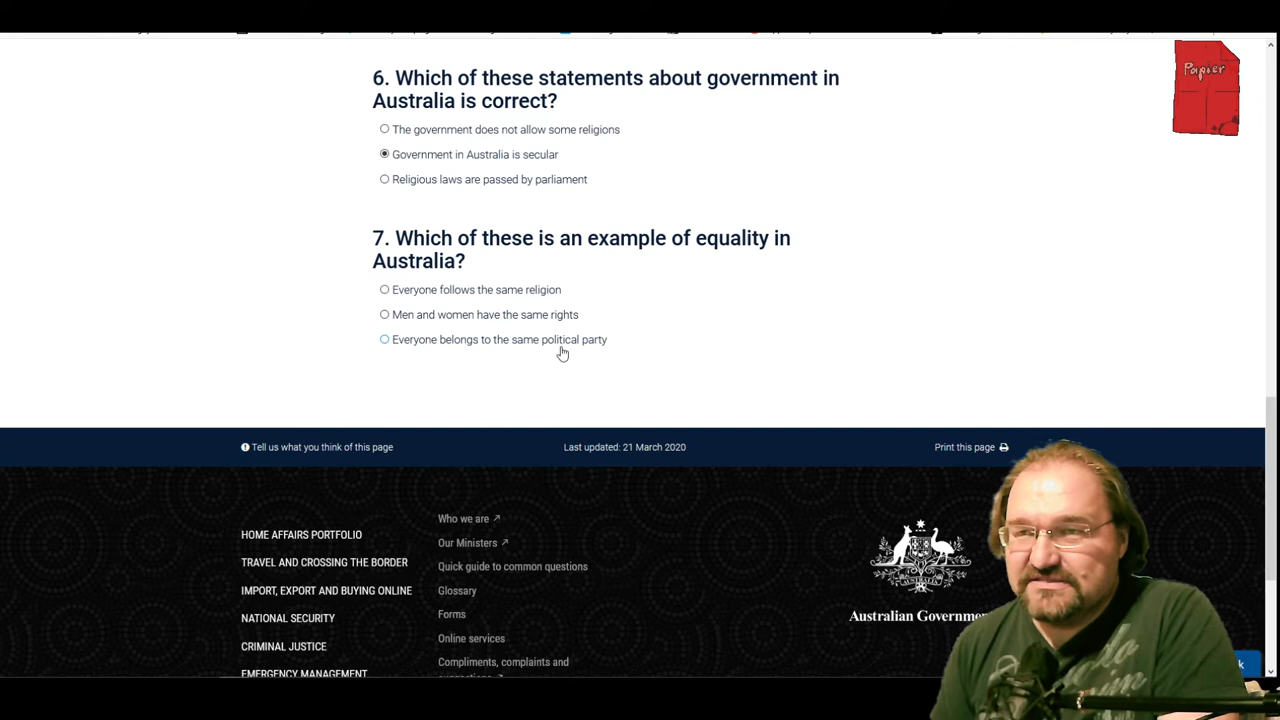 Papier
6. Which of these statements about government in
Australia is correct?
The government does not allow some religions
Government in Australia is secular
Religious laws are passed by parliament
7. Which of these is an example of equality in
Australia?
Everyone follows the same religion
Men and women have the same rights
Everyone belongs to the same political party
Tell us what you think of this page
Last updated: 21 March 2020
Print this page
HOME AFFAIRS PORTFOLIO
TRAVEL AND CROSSING THE BORDER
IMPORT, EXPORT AND BUYING ONLINE
NATIONAL SECURITY
CRIMINAL JUSTICE
EMERGENCY MANAGEMENT
Who we are
Our Ministers
Quick guide to common questions
Glossary
Forms
Online services
Compliments, complaints and
Australian Governm